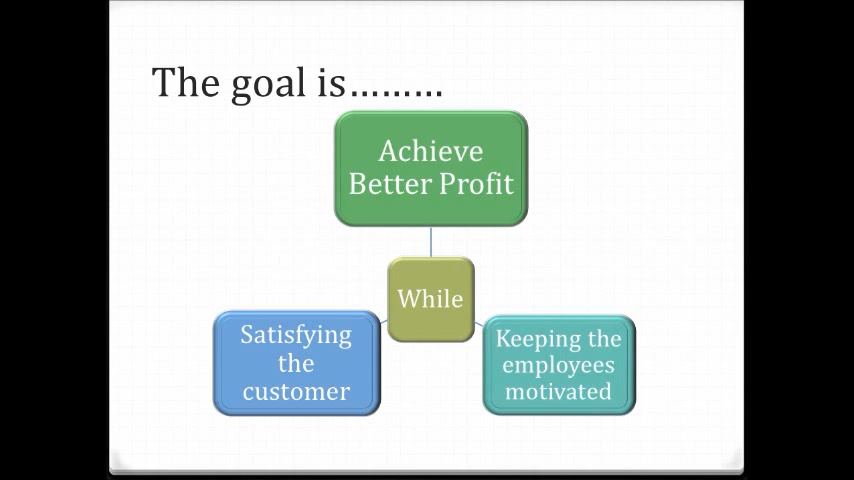 The goal is………
Achieve
Better Profit
While
Satisfying
the
customer
Keeping the
employees
motivated